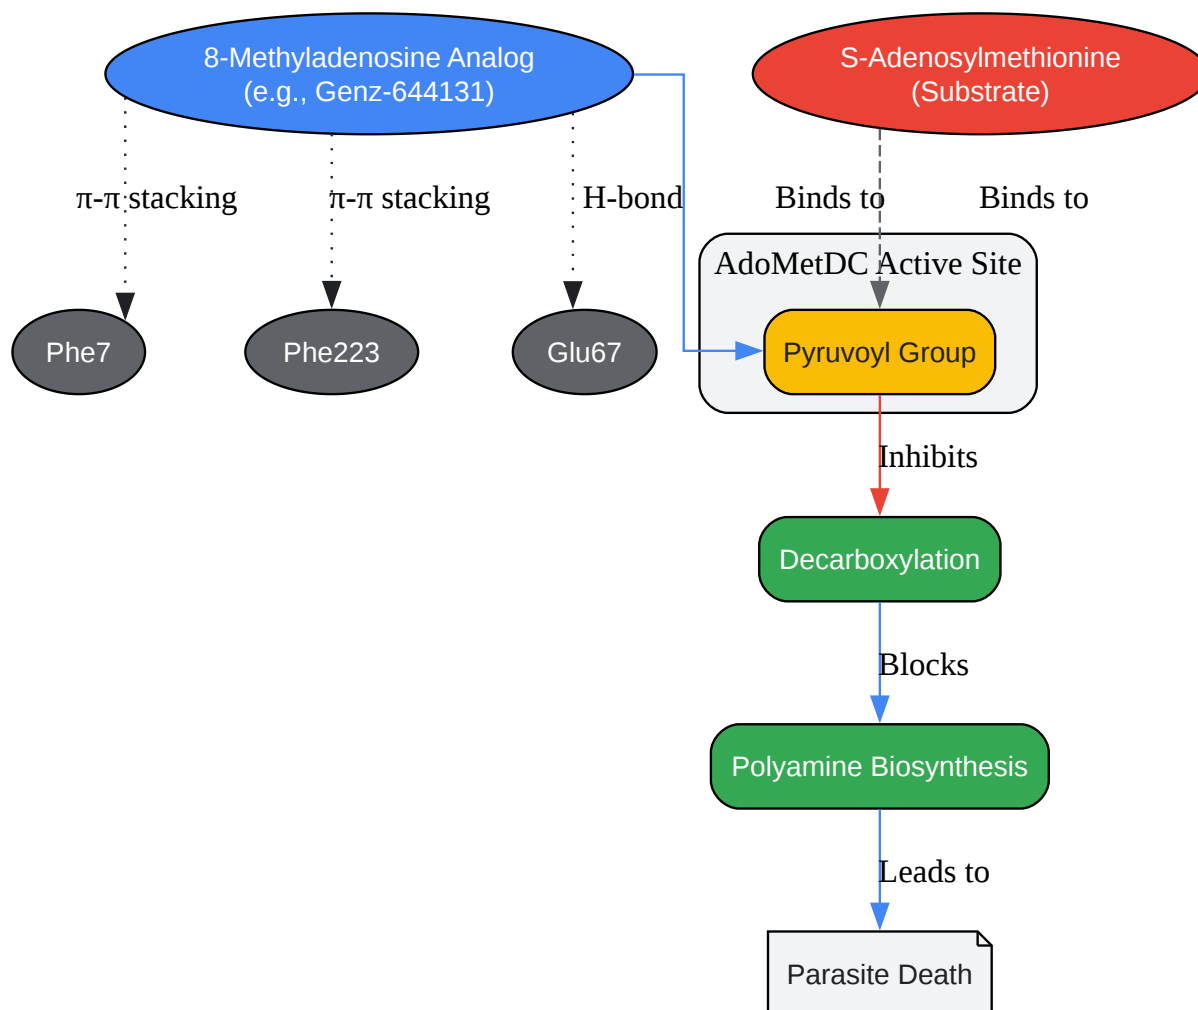 8-Methyladenosine Analog
(e.g., Genz-644131)
S-Adenosylmethionine
(Substrate)
π-π stacking
π-π stacking
H-bond
Binds to
Binds to
AdoMetDC Active Site
Phe7
Phe223
Glu67
Pyruvoyl Group
Inhibits
Decarboxylation
Blocks
Polyamine Biosynthesis
Leads to
Parasite Death